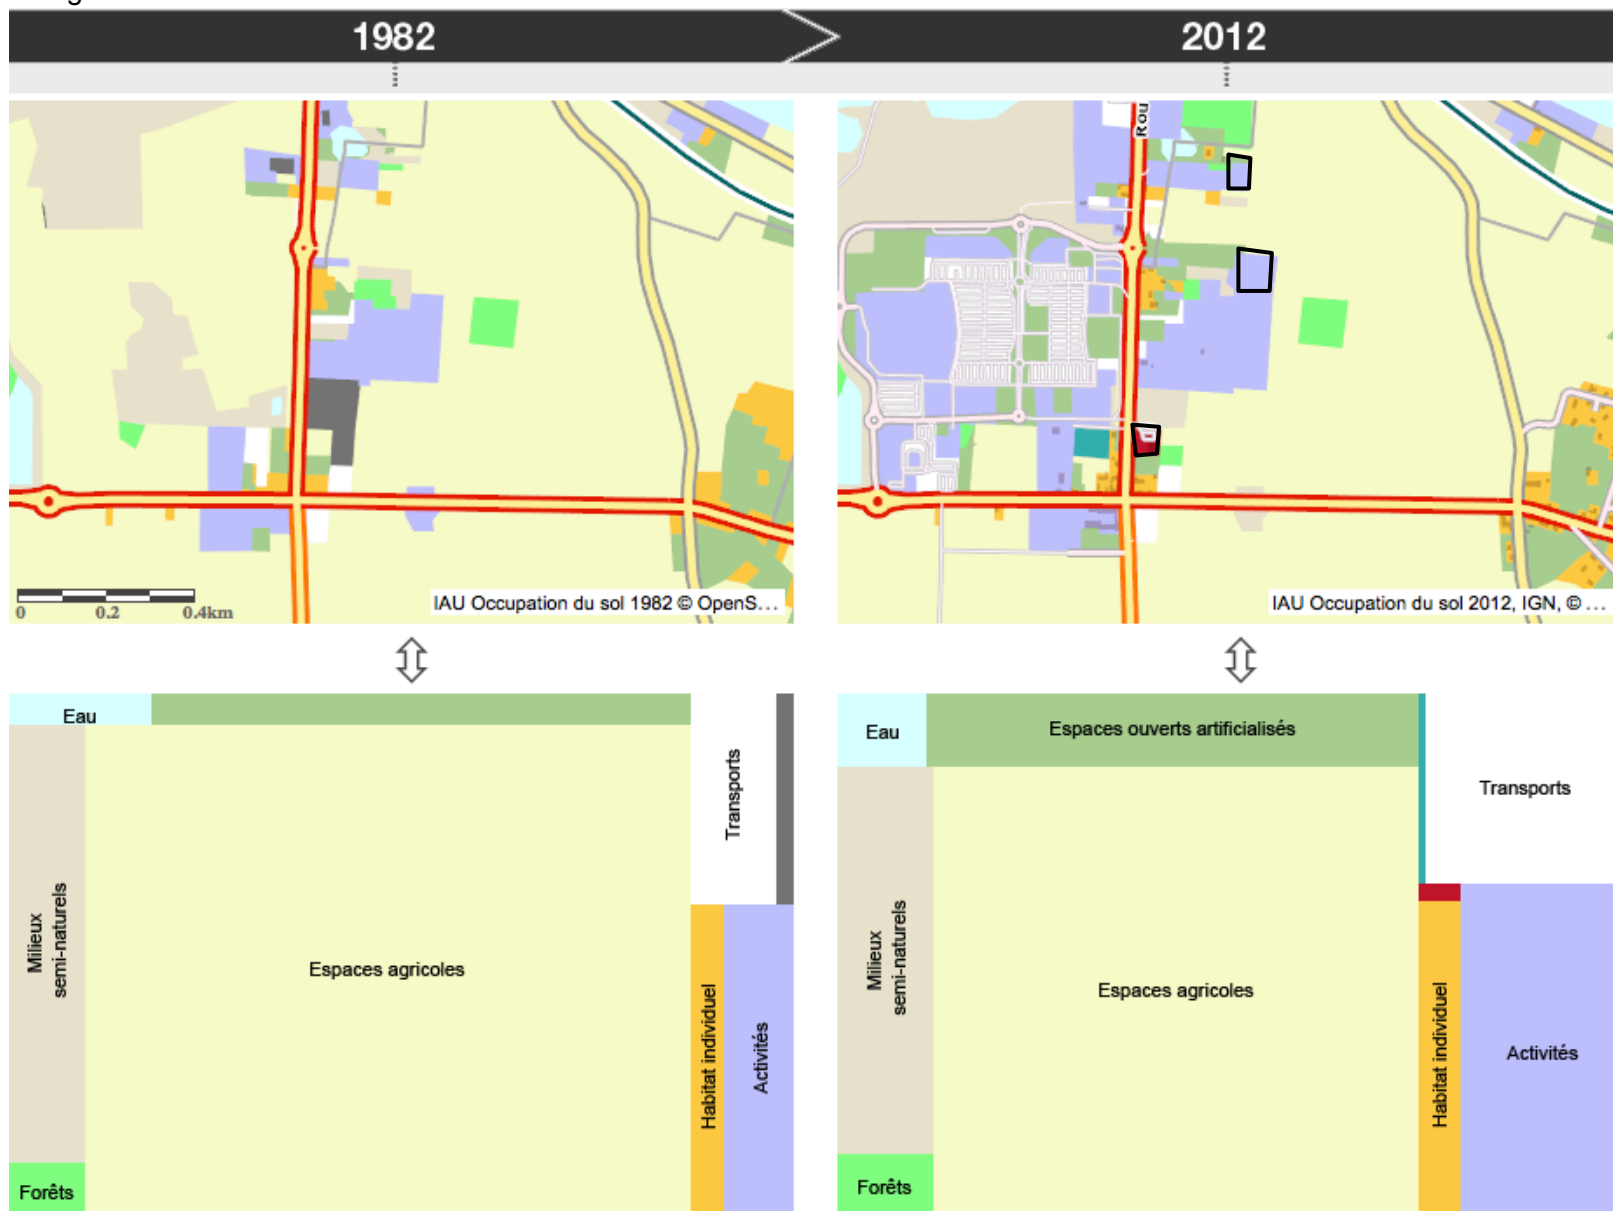 1982
2012
Rou
0
0.2
0.4km
IAU Occupation du sol 1982 © OpenS...
IAU Occupation du sol 2012, IGN, © ...
Eau
Transports
Milieux
semi-naturels
Espaces agricoles
Habitat individuel
Activités
Forêts
Eau
Espaces ouverts artificialisés
Transports
Milieux
semi-naturels
Espaces agricoles
Habitat individuel
Activités
Forêts